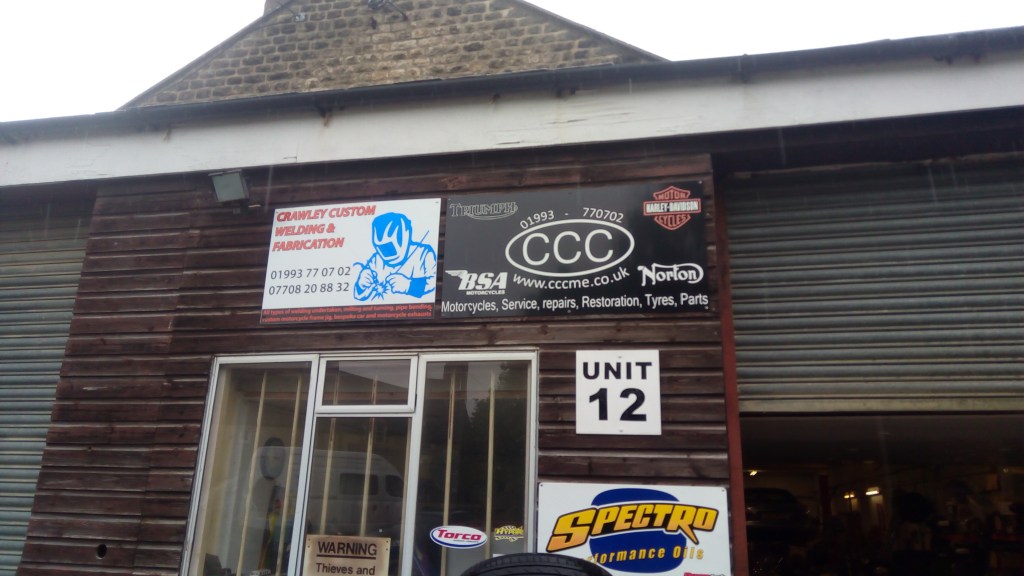 CRAWLEY CUSTOM
WELDING &
FABRICATION
01993 77 07 02
07708 20 88 32
TRIUMPH
01993 - 770702
CCC
www.cccme.co.uk
MOTOR
HARLEY-DAVIDSON
CYCLES
BSA
MOTORCYCLES
Norton
Motorcycles, Service, repairs, Restoration, Tyres, Parts
UNIT
12
SPECTRO
Performance Oils
Torco
WARNING
Thieves and